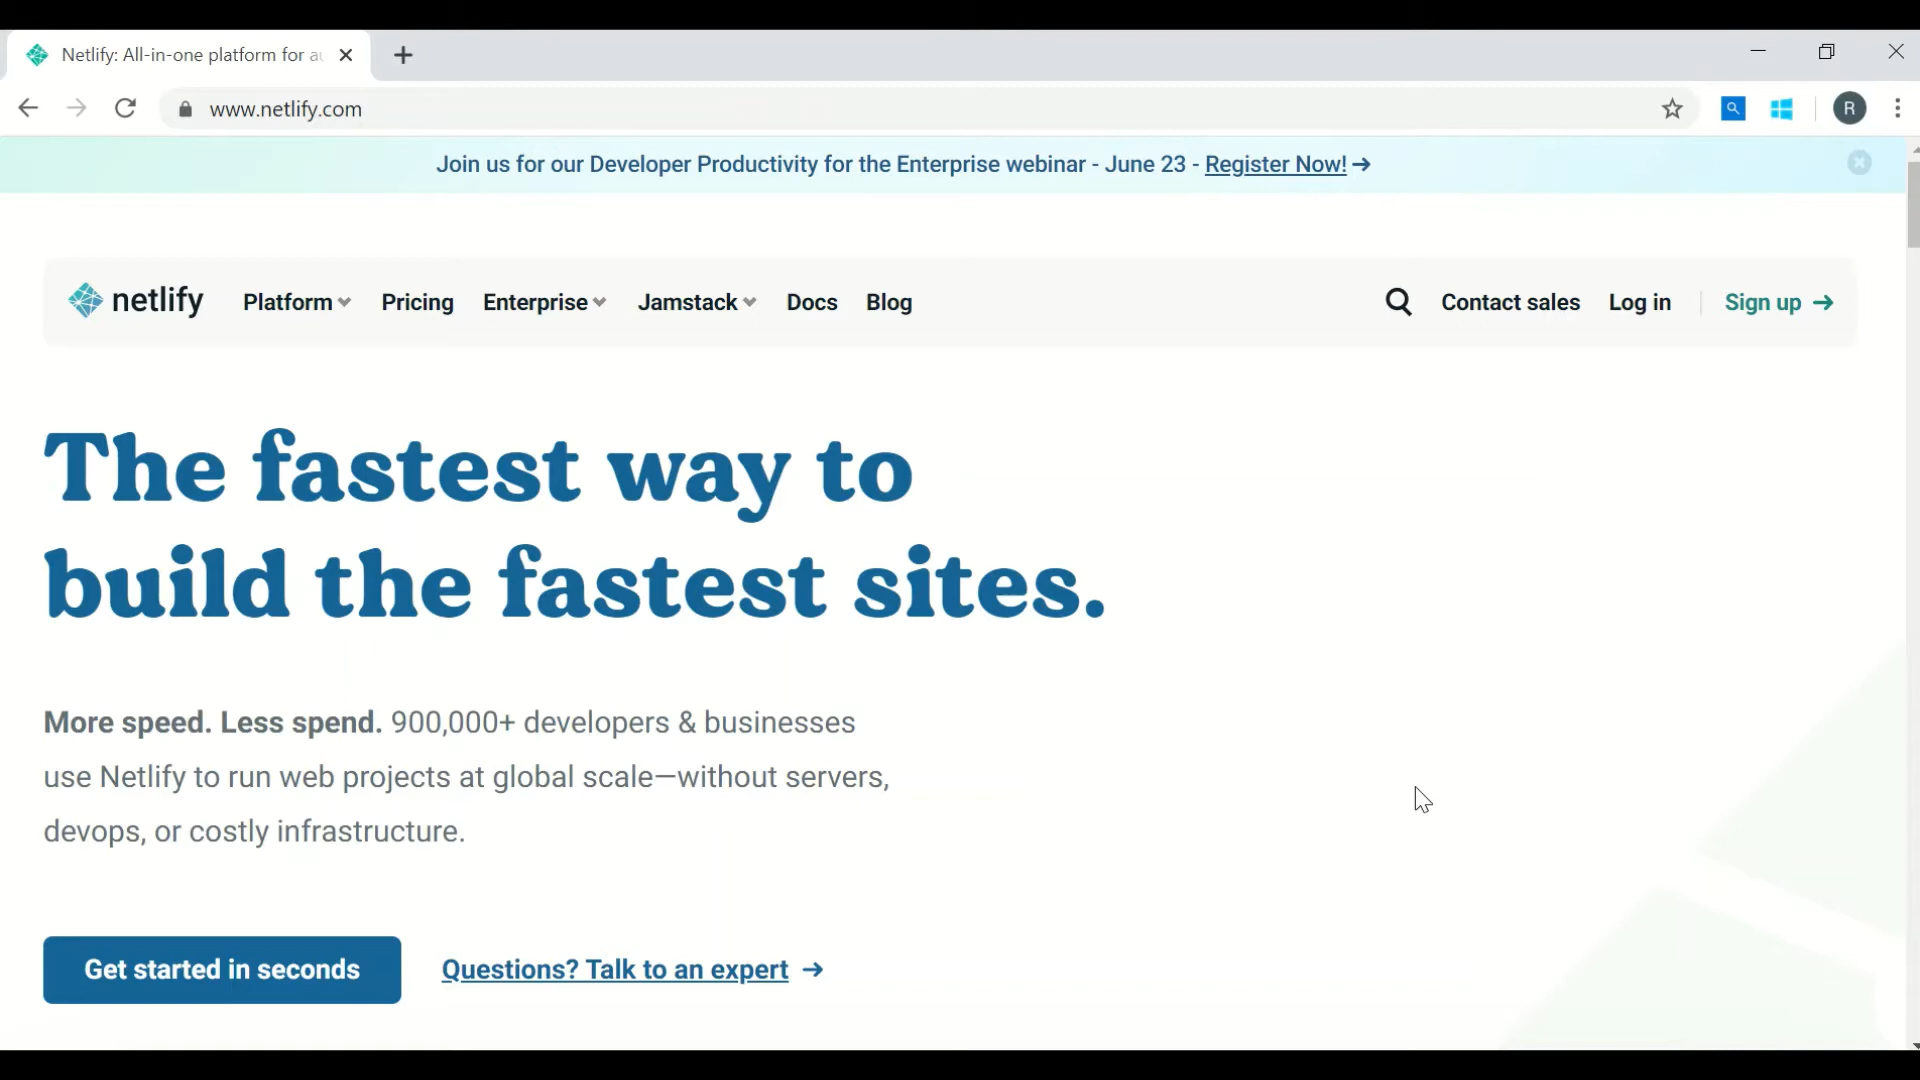 Netlify: All-in-one platform for au
www.netlify.com
R
Join us for our Developer Productivity for the Enterprise webinar - June 23 - Register Now! →
netlify Platform Pricing Enterprise Jamstack Docs Blog Contact sales Log in Sign up →
The fastest way to
build the fastest sites.
More speed. Less spend. 900,000+ developers & businesses
use Netlify to run web projects at global scale—without servers,
devops, or costly infrastructure.
Get started in seconds Questions? Talk to an expert →